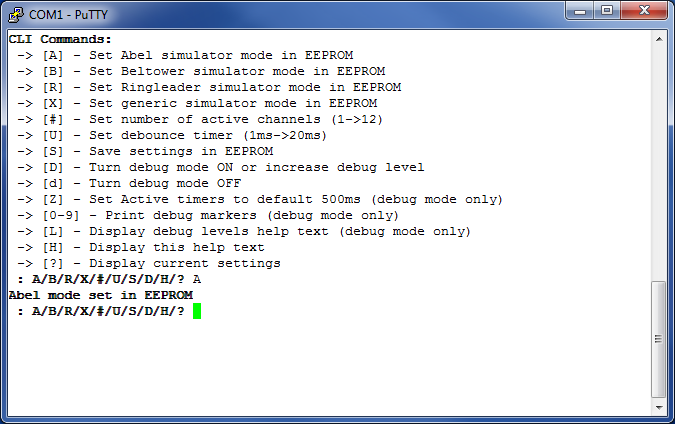 COM1 - PuTTY
CLI Commands:
-> [A] - Set Abel simulator mode in EEPROM
-> [B] - Set Beltower simulator mode in EEPROM
-> [R] - Set Ringleader simulator mode in EEPROM
-> [X] - Set generic simulator mode in EEPROM
-> [#] - Set number of active channels (1->12)
-> [U] - Set debounce timer (1ms->20ms)
-> [S] - Save settings in EEPROM
-> [D] - Turn debug mode ON or increase debug level
-> [d] - Turn debug mode OFF
-> [Z] - Set Active timers to default 500ms (debug mode only)
-> [0-9] - Print debug markers (debug mode only)
-> [L] - Display debug levels help text (debug mode only)
-> [H] - Display this help text
-> [?] - Display current settings
: A/B/R/X/#/U/S/D/H/? A
Abel mode set in EEPROM
: A/B/R/X/#/U/S/D/H/?